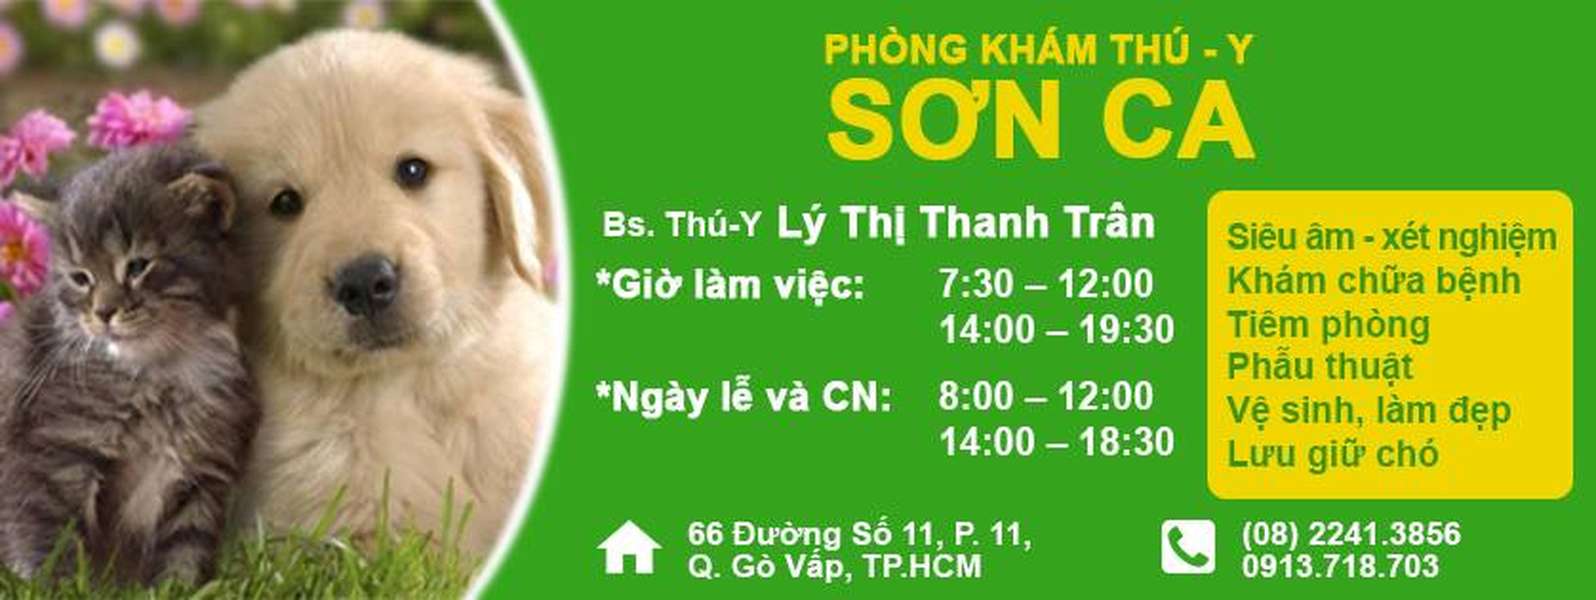 PHÒNG KHÁM THÚ - Y
SƠN CA
Bs. Thú-Y Lý Thị Thanh Trân
*Giờ làm việc: 7:30 – 12:00
14:00 – 19:30
*Ngày lễ và CN: 8:00 – 12:00
14:00 – 18:30
Siêu âm - xét nghiệm
Khám chữa bệnh
Tiêm phòng
Phẫu thuật
Vệ sinh, làm đẹp
Lưu giữ chó
66 Đường Số 11, P. 11,
Q. Gò Vấp, TP.HCM
(08) 2241.3856
0913.718.703